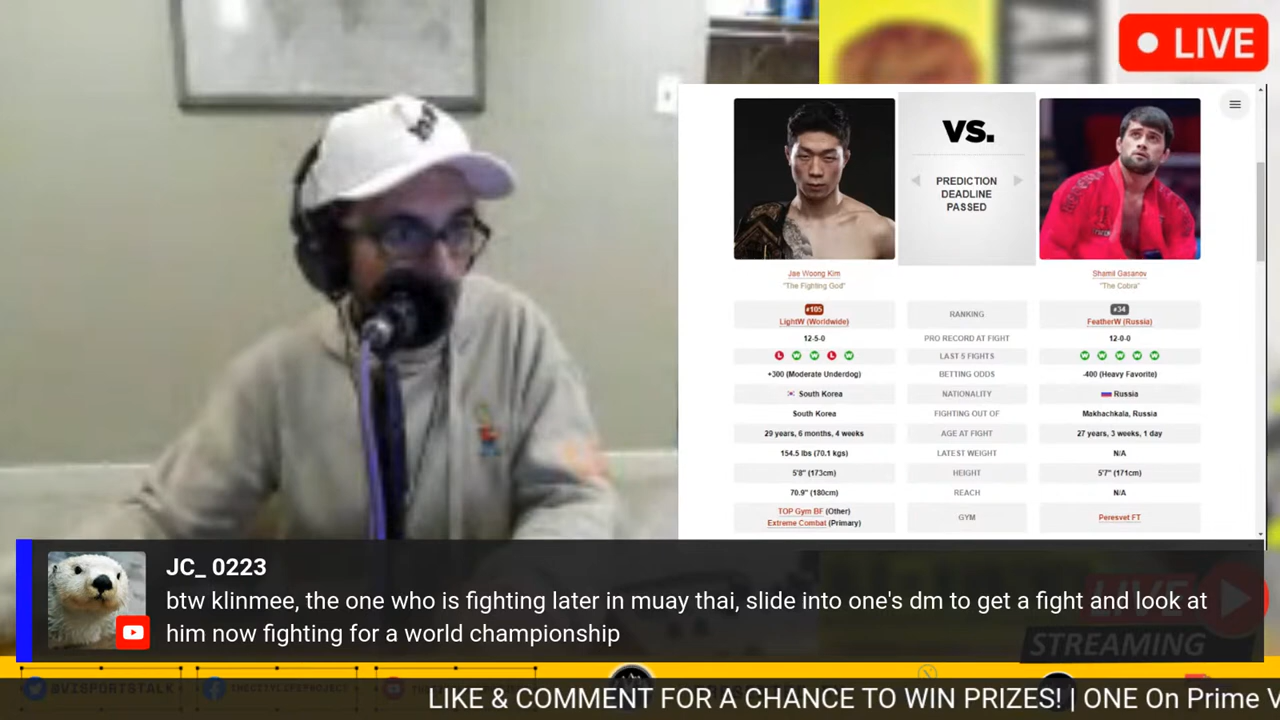 LIVE
VS.
PREDICTION
DEADLINE
PASSED
Jae Woong Kim
"The Fighting God"
Shamil Gasanov
"The Cobra"
#105
LightW (Worldwide)
RANKING
#34
FeatherW (Russia)
12-5-0
PRO RECORD AT FIGHT
12-0-0
L W W L W
LAST 5 FIGHTS
W W W W W
+300 (Moderate Underdog)
BETTING ODDS
-400 (Heavy Favorite)
South Korea
NATIONALITY
Russia
South Korea
FIGHTING OUT OF
Makhachkala, Russia
29 years, 6 months, 4 weeks
AGE AT FIGHT
27 years, 3 weeks, 1 day
154.5 lbs (70.1 kgs)
LATEST WEIGHT
N/A
5'8" (173cm)
HEIGHT
5'7" (171cm)
70.9" (180cm)
REACH
N/A
TOP Gym BF (Other)
Extreme Combat (Primary)
GYM
Peresvet FT
JC_ 0223
btw klinmee, the one who is fighting later in muay thai, slide into one's dm to get a fight and look at
him now fighting for a world championship
LIVE
STREAMING
@VISPORTSTALK
THECITYLIFEPROJECT
LIKE & COMMENT FOR A CHANCE TO WIN PRIZES! | ONE On Prime V